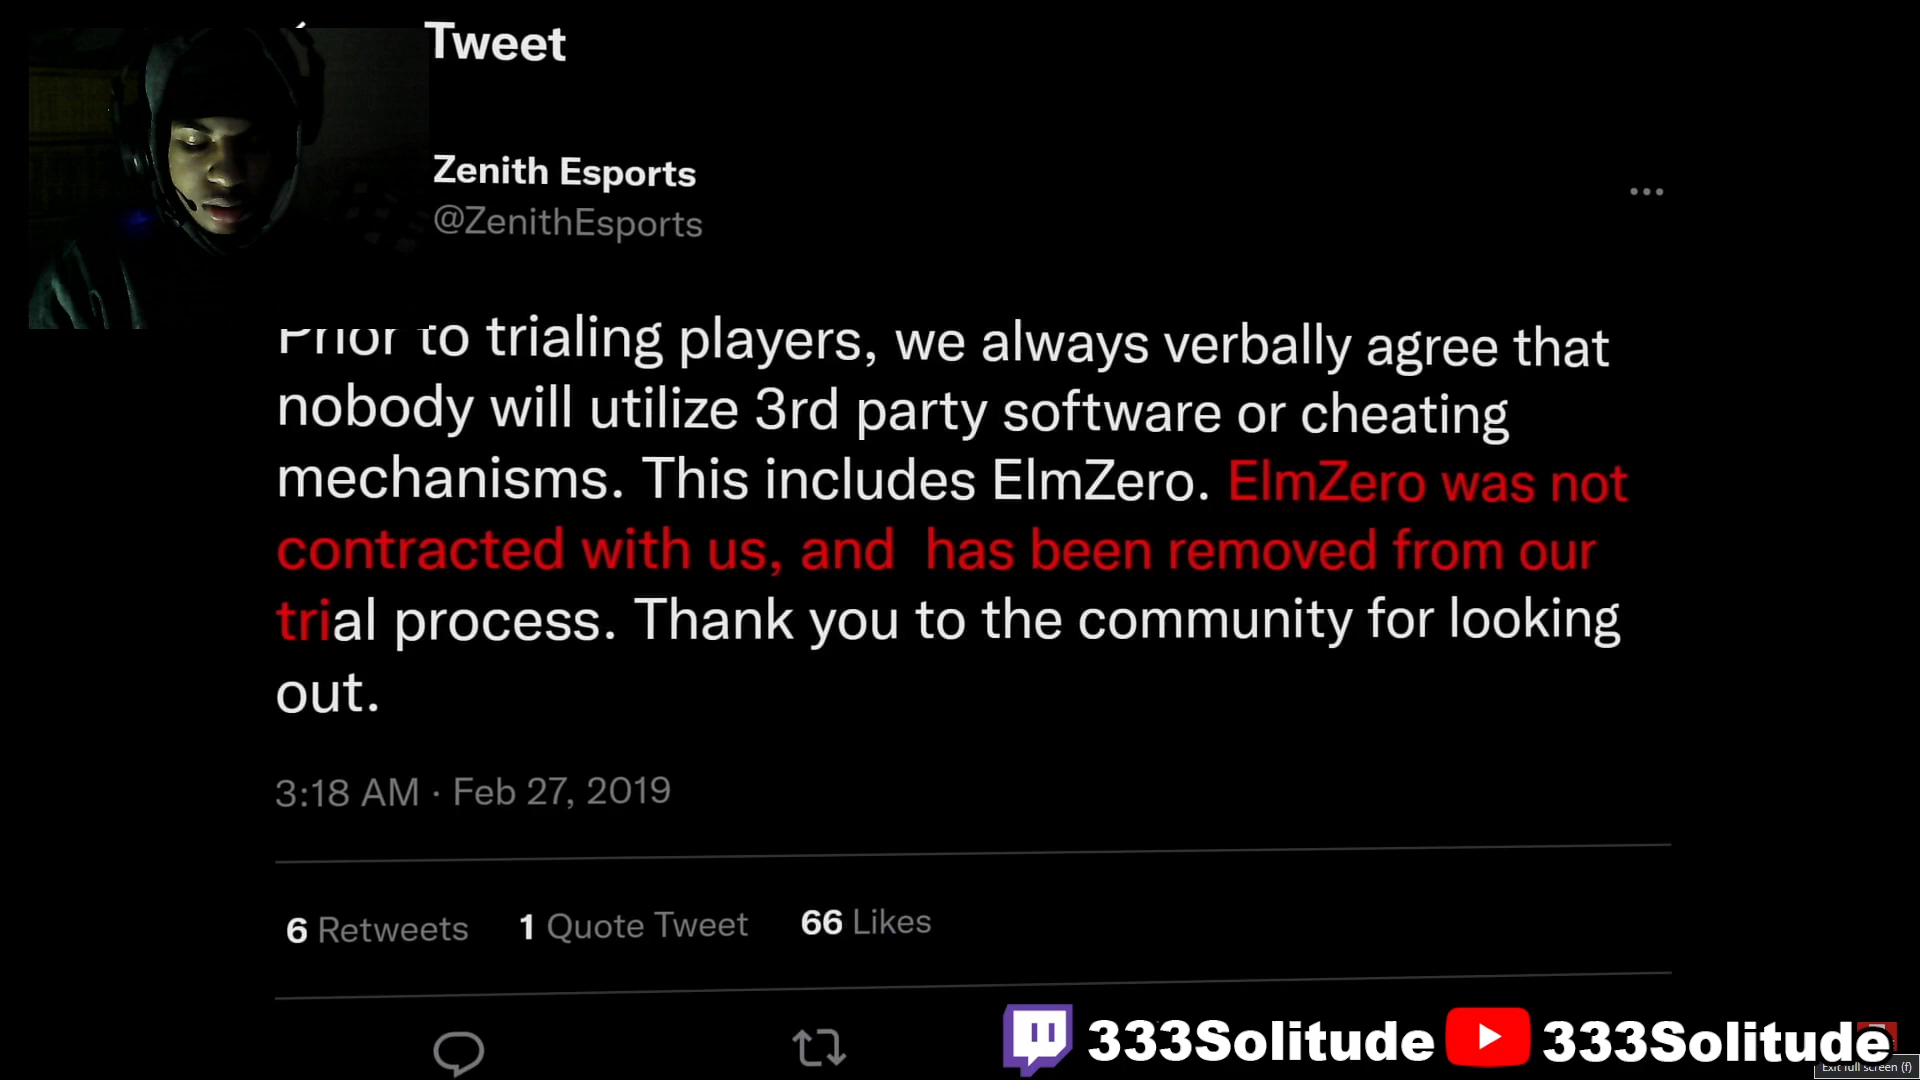 Tweet
Zenith Esports
@ZenithEsports
Prior to trialing players, we always verbally agree that
nobody will utilize 3rd party software or cheating
mechanisms. This includes ElmZero. ElmZero was not
contracted with us, and has been removed from our
trial process. Thank you to the community for looking
out.
3:18 AM · Feb 27, 2019
6 Retweets 1 Quote Tweet 66 Likes
333Solitude 333Solitude
Exit full screen (f)